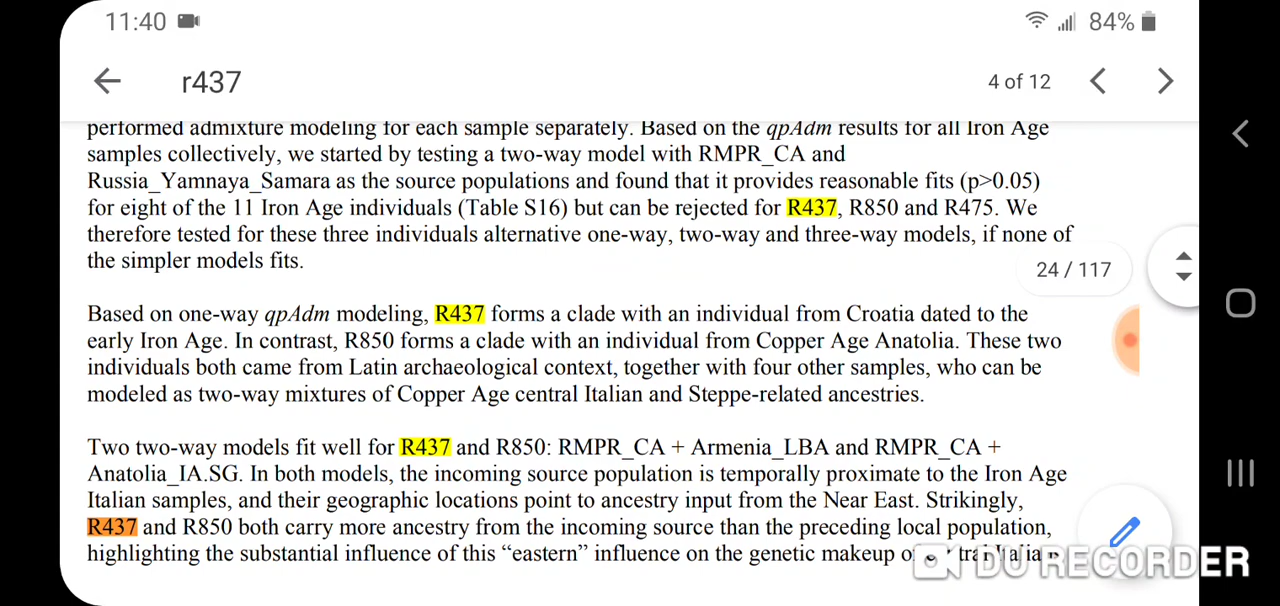 11:40 84%
r437 4 of 12
performed admixture modeling for each sample separately. Based on the qpAdm results for all Iron Age
samples collectively, we started by testing a two-way model with RMPR_CA and
Russia_Yamnaya_Samara as the source populations and found that it provides reasonable fits (p>0.05)
for eight of the 11 Iron Age individuals (Table S16) but can be rejected for R437, R850 and R475. We
therefore tested for these three individuals alternative one-way, two-way and three-way models, if none of
the simpler models fits.
24 / 117
Based on one-way qpAdm modeling, R437 forms a clade with an individual from Croatia dated to the
early Iron Age. In contrast, R850 forms a clade with an individual from Copper Age Anatolia. These two
individuals both came from Latin archaeological context, together with four other samples, who can be
modeled as two-way mixtures of Copper Age central Italian and Steppe-related ancestries.
Two two-way models fit well for R437 and R850: RMPR_CA + Armenia_LBA and RMPR_CA +
Anatolia_IA.SG. In both models, the incoming source population is temporally proximate to the Iron Age
Italian samples, and their geographic locations point to ancestry input from the Near East. Strikingly,
R437 and R850 both carry more ancestry from the incoming source than the preceding local population,
highlighting the substantial influence of this “eastern” influence on the genetic makeup
DU RECORDER